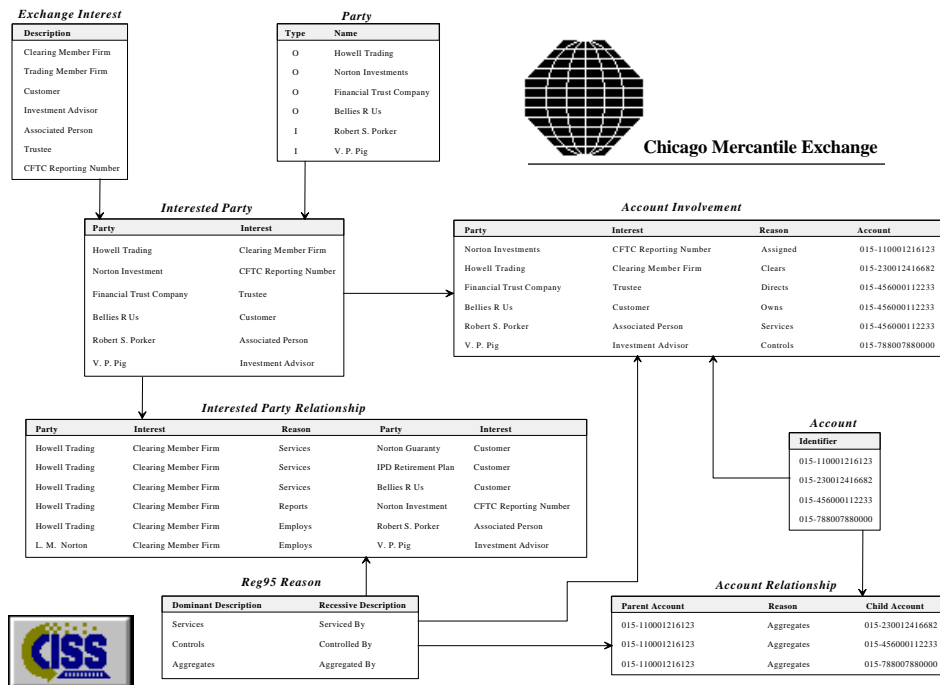 Exchange Interest
Description
Clearing Member Firm
Trading Member Firm
Customer
Investment Advisor
Associated Person
Trustee
CFTC Reporting Number
Party
Type Name
O Howell Trading
O Norton Investments
O Financial Trust Company
O Bellies R Us
I Robert S. Porker
I V. P. Pig
Chicago Mercantile Exchange
Interested Party
Party Interest
Howell Trading Clearing Member Firm
Norton Investment CFTC Reporting Number
Financial Trust Company Trustee
Bellies R Us Customer
Robert S. Porker Associated Person
V. P. Pig Investment Advisor
Account Involvement
Party Interest Reason Account
Norton Investments CFTC Reporting Number Assigned 015-110001216123
Howell Trading Clearing Member Firm Clears 015-230012416682
Financial Trust Company Trustee Directs 015-456000112233
Bellies R Us Customer Owns 015-456000112233
Robert S. Porker Associated Person Services 015-456000112233
V. P. Pig Investment Advisor Controls 015-788007880000
Interested Party Relationship
Party Interest Reason Party Interest
Howell Trading Clearing Member Firm Services Norton Guaranty Customer
Howell Trading Clearing Member Firm Services IPD Retirement Plan Customer
Howell Trading Clearing Member Firm Services Bellies R Us Customer
Howell Trading Clearing Member Firm Reports Norton Investment CFTC Reporting Number
Howell Trading Clearing Member Firm Employs Robert S. Porker Associated Person
L. M. Norton Clearing Member Firm Employs V. P. Pig Investment Advisor
Account
Identifier
015-110001216123
015-230012416682
015-456000112233
015-788007880000
Reg95 Reason
Dominant Description Recessive Description
Services Serviced By
Controls Controlled By
Aggregates Aggregated By
Account Relationship
Parent Account Reason Child Account
015-110001216123 Aggregates 015-230012416682
015-110001216123 Aggregates 015-456000112233
015-110001216123 Aggregates 015-788007880000
CISS